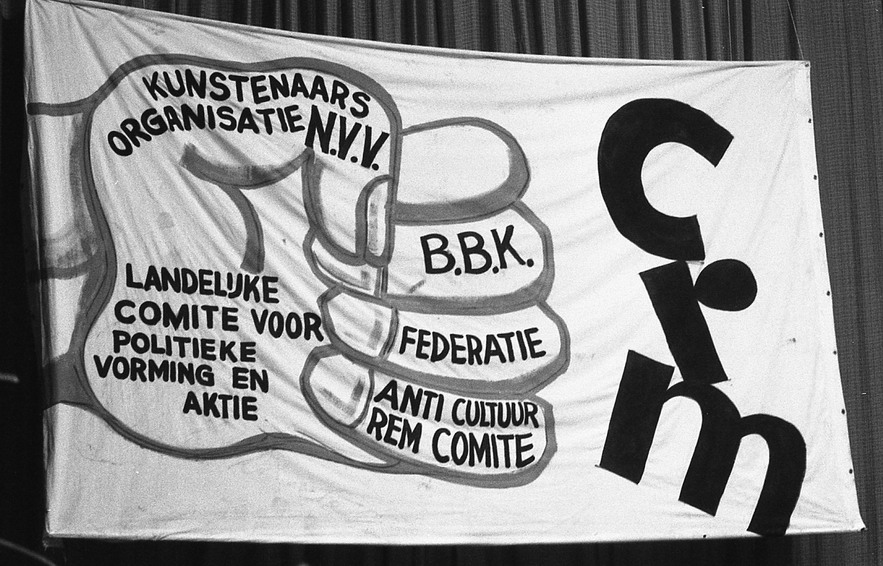 KUNSTENAARS
ORGANISATIE N.V.V.
B.B.K.
LANDELIJKE
COMITE VOOR
POLITIEKE
VORMING EN
AKTIE
FEDERATIE
ANTI CULTUUR
REM COMITE
crm